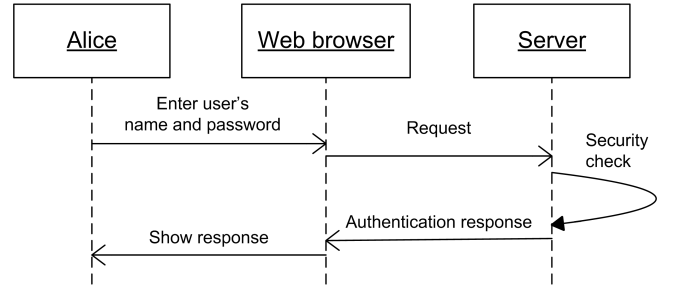 Alice
Web browser
Server
Enter user's
name and password
Request
Security
check
Authentication response
Show response